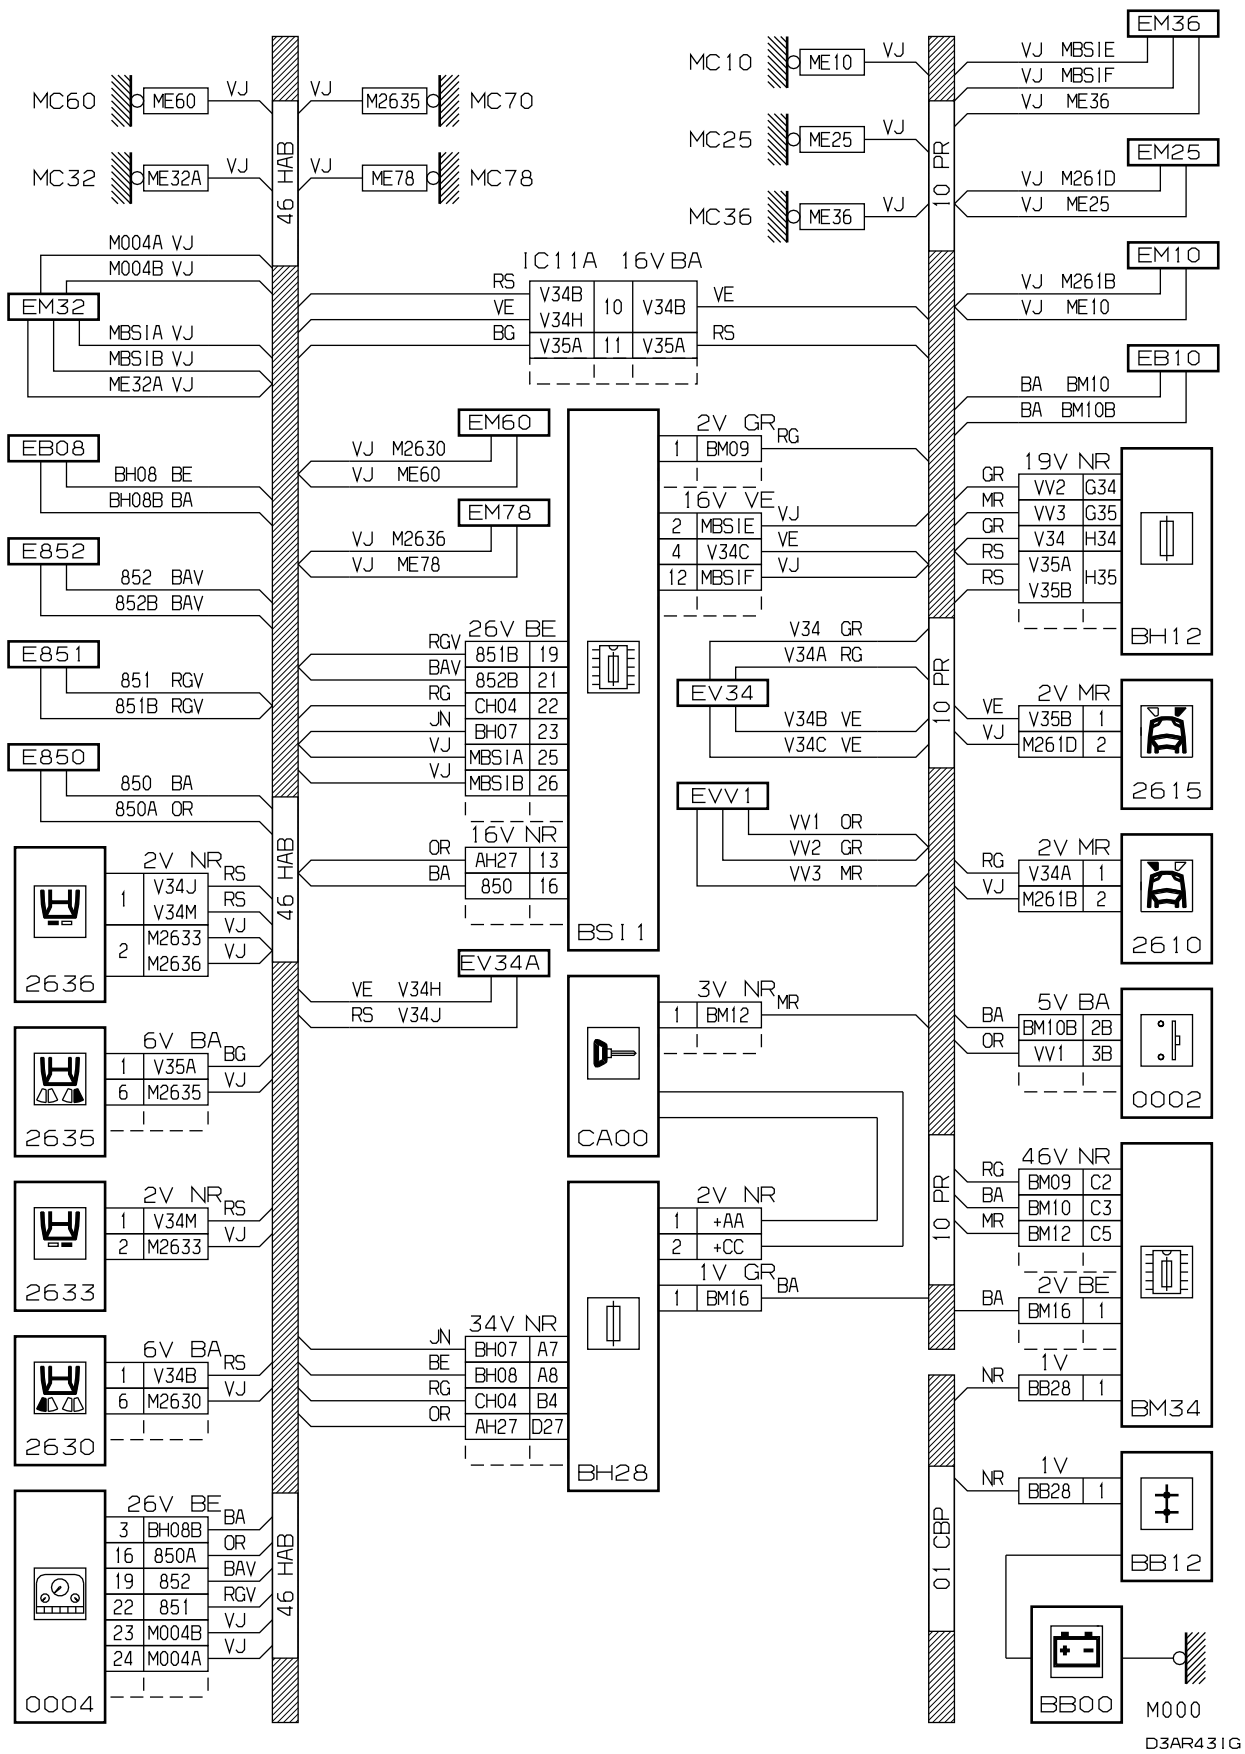 MC60 ME60 VJ
VJ M2635 MC70
MC32 ME32A VJ
VJ ME78 MC78
46 HAB
M004A VJ
M004B VJ
EM32
MBSIA VJ
MBSIB VJ
ME32A VJ
EB08
BH08 BE
BH08B BA
E852
852 BAV
852B BAV
E851
851 RGV
851B RGV
E850
850 BA
850A OR
46 HAB
2V NR
1 V34J RS
V34M RS
2 M2633 VJ
M2636 VJ
2636
6V BA
1 V35A BG
6 M2635 VJ
2635
2V NR
1 V34M RS
2 M2633 VJ
2633
6V BA
1 V34B RS
6 M2630 VJ
2630
26V BE
3 BH08B BA
16 850A OR
19 852 BAV
22 851 RGV
23 M004B VJ
24 M004A VJ
0004
46 HAB
IC11A 16V BA
RS V34B 10 V34B VE
VE V34H
BG V35A 11 V35A RS
EM60
VJ M2630
VJ ME60
EM78
VJ M2636
VJ ME78
26V BE
RGV 851B 19
BAV 852B 21
RG CH04 22
JN BH07 23
VJ MBSIA 25
VJ MBSIB 26
16V NR
OR AH27 13
BA 850 16
2V GR
1 BM09 RG
16V VE
2 MBSIE VJ
4 V34C VE
12 MBSIF VJ
BSI1
EV34A
VE V34H
RS V34J
3V NR
1 BM12 MR
CA00
2V NR
1 +AA
2 +CC
1V GR
1 BM16 BA
34V NR
JN BH07 A7
BE BH08 A8
RG CH04 B4
OR AH27 D27
BH28
V34 GR
V34A RG
EV34
V34B VE
V34C VE
EVV1
VV1 OR
VV2 GR
VV3 MR
MC10 ME10 VJ
MC25 ME25 VJ
MC36 ME36 VJ
10 PR
EM36
VJ MBSIE
VJ MBSIF
VJ ME36
EM25
VJ M261D
VJ ME25
EM10
VJ M261B
VJ ME10
EB10
BA BM10
BA BM10B
19V NR
GR VV2 G34
MR VV3 G35
GR V34 H34
RS V35A H35
RS V35B
BH12
10 PR
2V MR
VE V35B 1
VJ M261D 2
2615
2V MR
RG V34A 1
VJ M261B 2
2610
5V BA
BA BM10B 2B
OR VV1 3B
0002
10 PR
46V NR
RG BM09 C2
BA BM10 C3
MR BM12 C5
2V BE
BA BM16 1
1V
NR BB28 1
BM34
01 CBP
1V
NR BB28 1
BB12
+ -
BB00
M000
D3AR431G